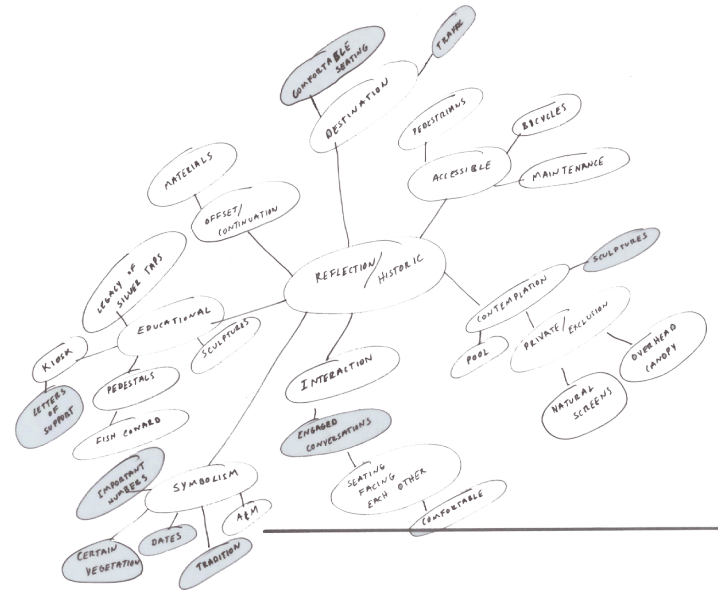 COMFORTABLE
SEATING
TRAFFIC
DESTINATION
PEDESTRIANS
BICYCLES
ACCESSIBLE
MAINTENANCE
MATERIALS
OFFSET/
CONTINUATION
REFLECTION/
HISTORIC
SCULPTURES
CONTEMPLATION
POOL
PRIVATE/
EXCLUSION
OVERHEAD
CANOPY
NATURAL
SCREENS
LEGACY OF
SILVER TAPS
EDUCATIONAL
SCULPTURES
KIOSK
LETTERS
OF
SUPPORT
PEDESTALS
FISH COWARD
INTERACTION
ENGAGED
CONVERSATIONS
SEATING
FACING
EACH OTHER
COMFORTABLE
SYMBOLISM
IMPORTANT
NUMBERS
A&M
DATES
CERTAIN
VEGETATION
TRADITION